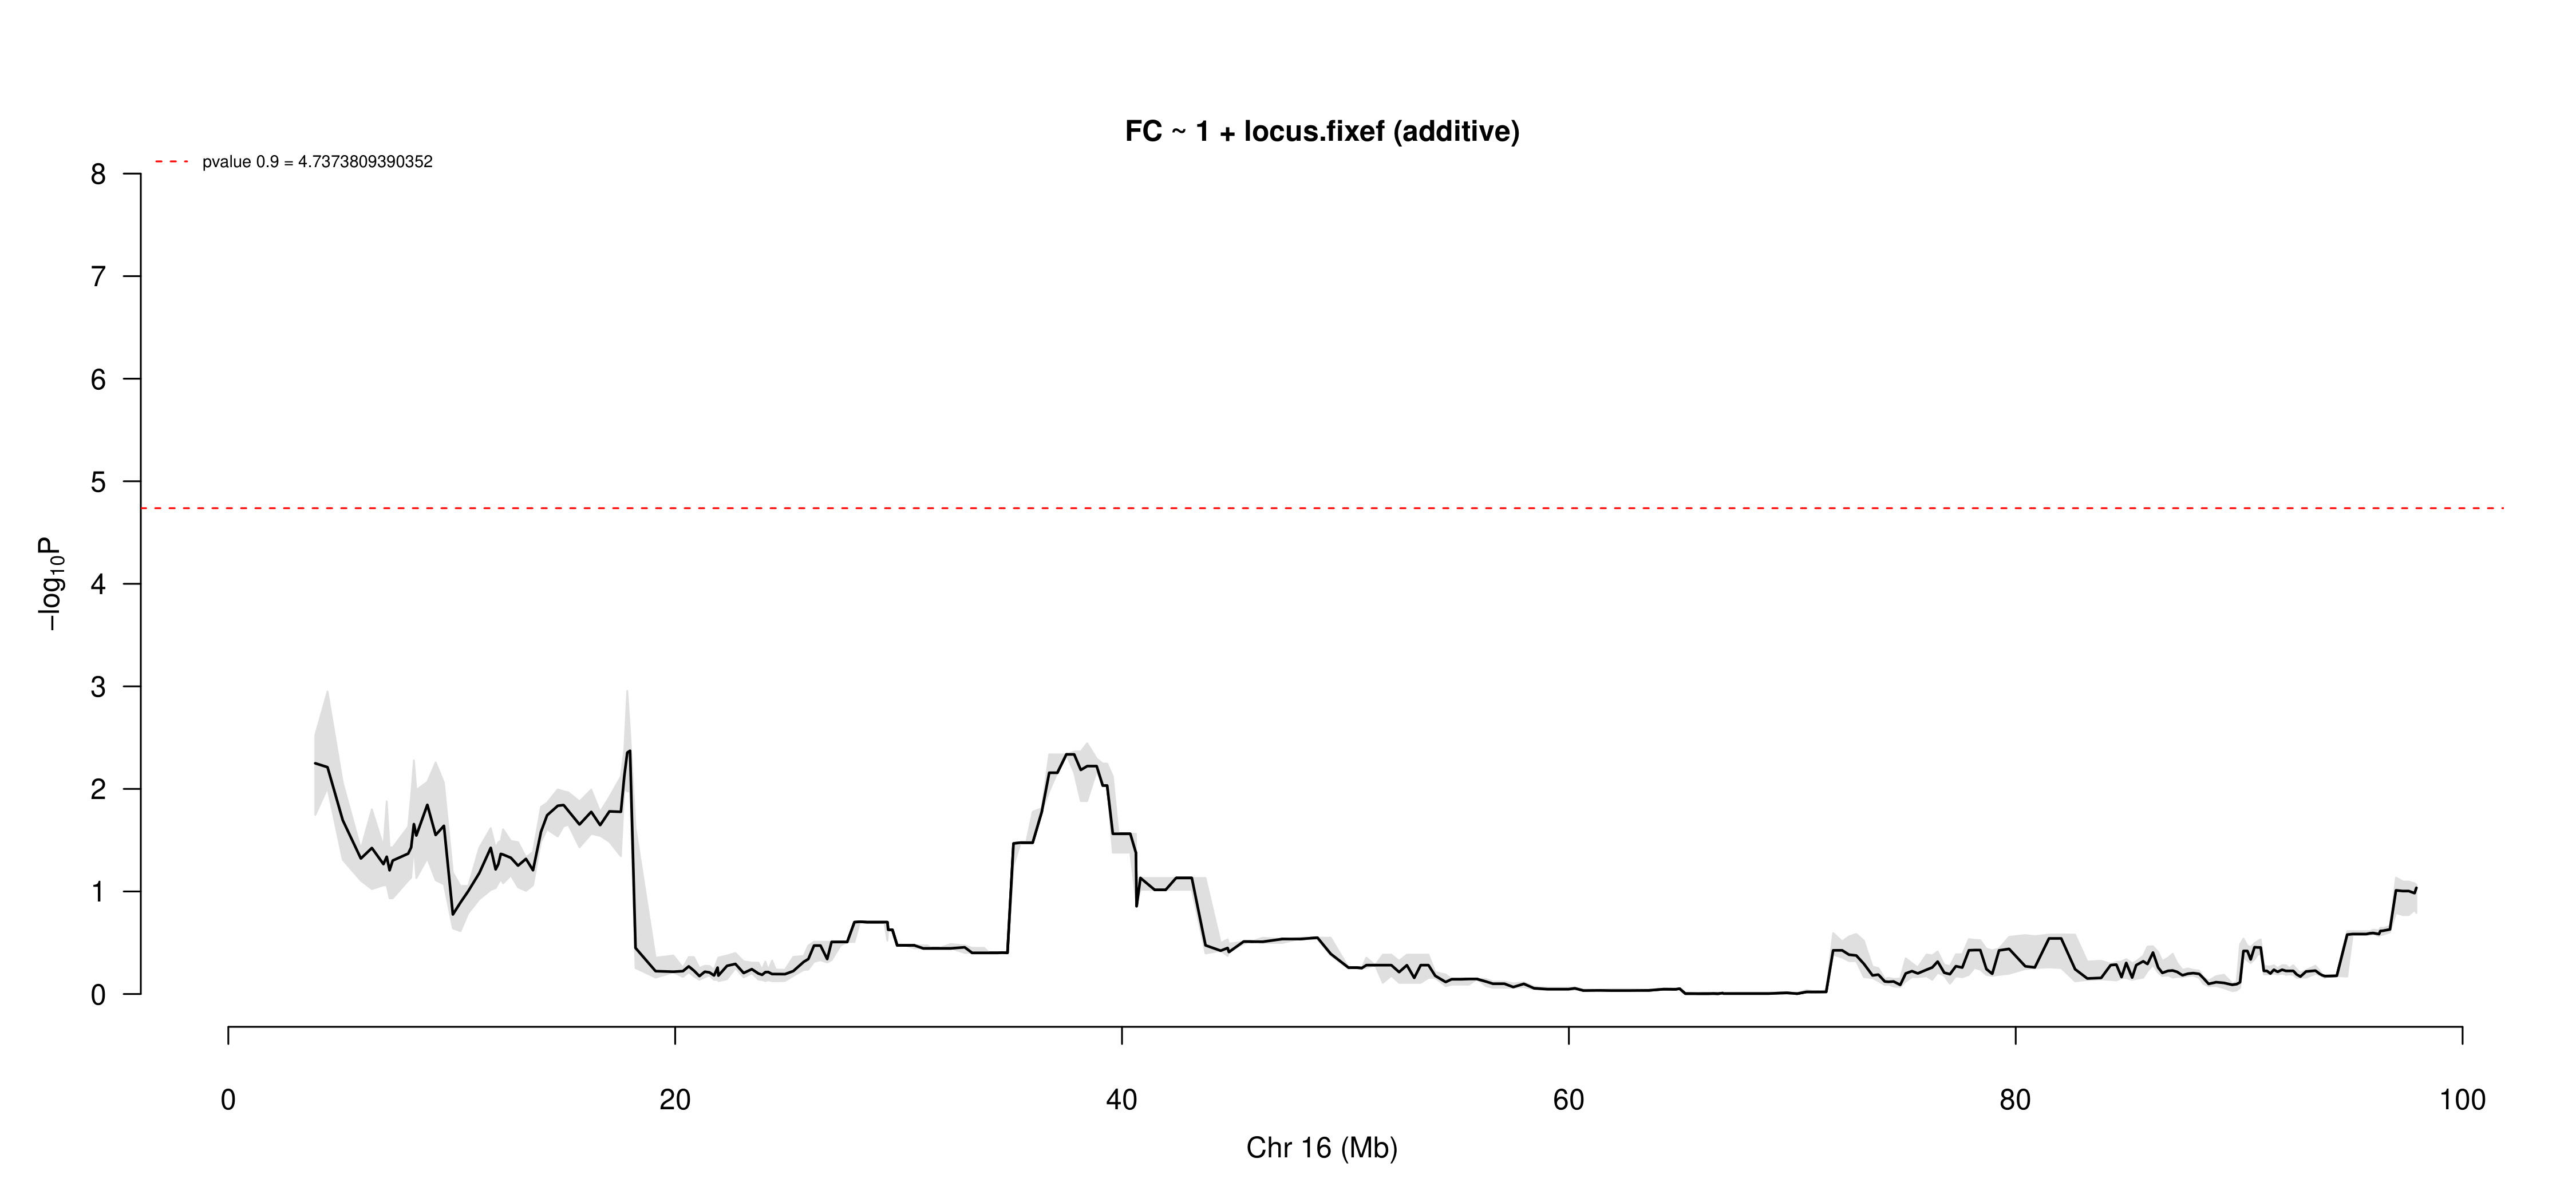 FC ~ 1 + locus.fixef (additive)
pvalue 0.9 = 4.7373809390352
8
7
6
5
4
3
2
1
0
−log10P
0 20 40 60 80 100
Chr 16 (Mb)